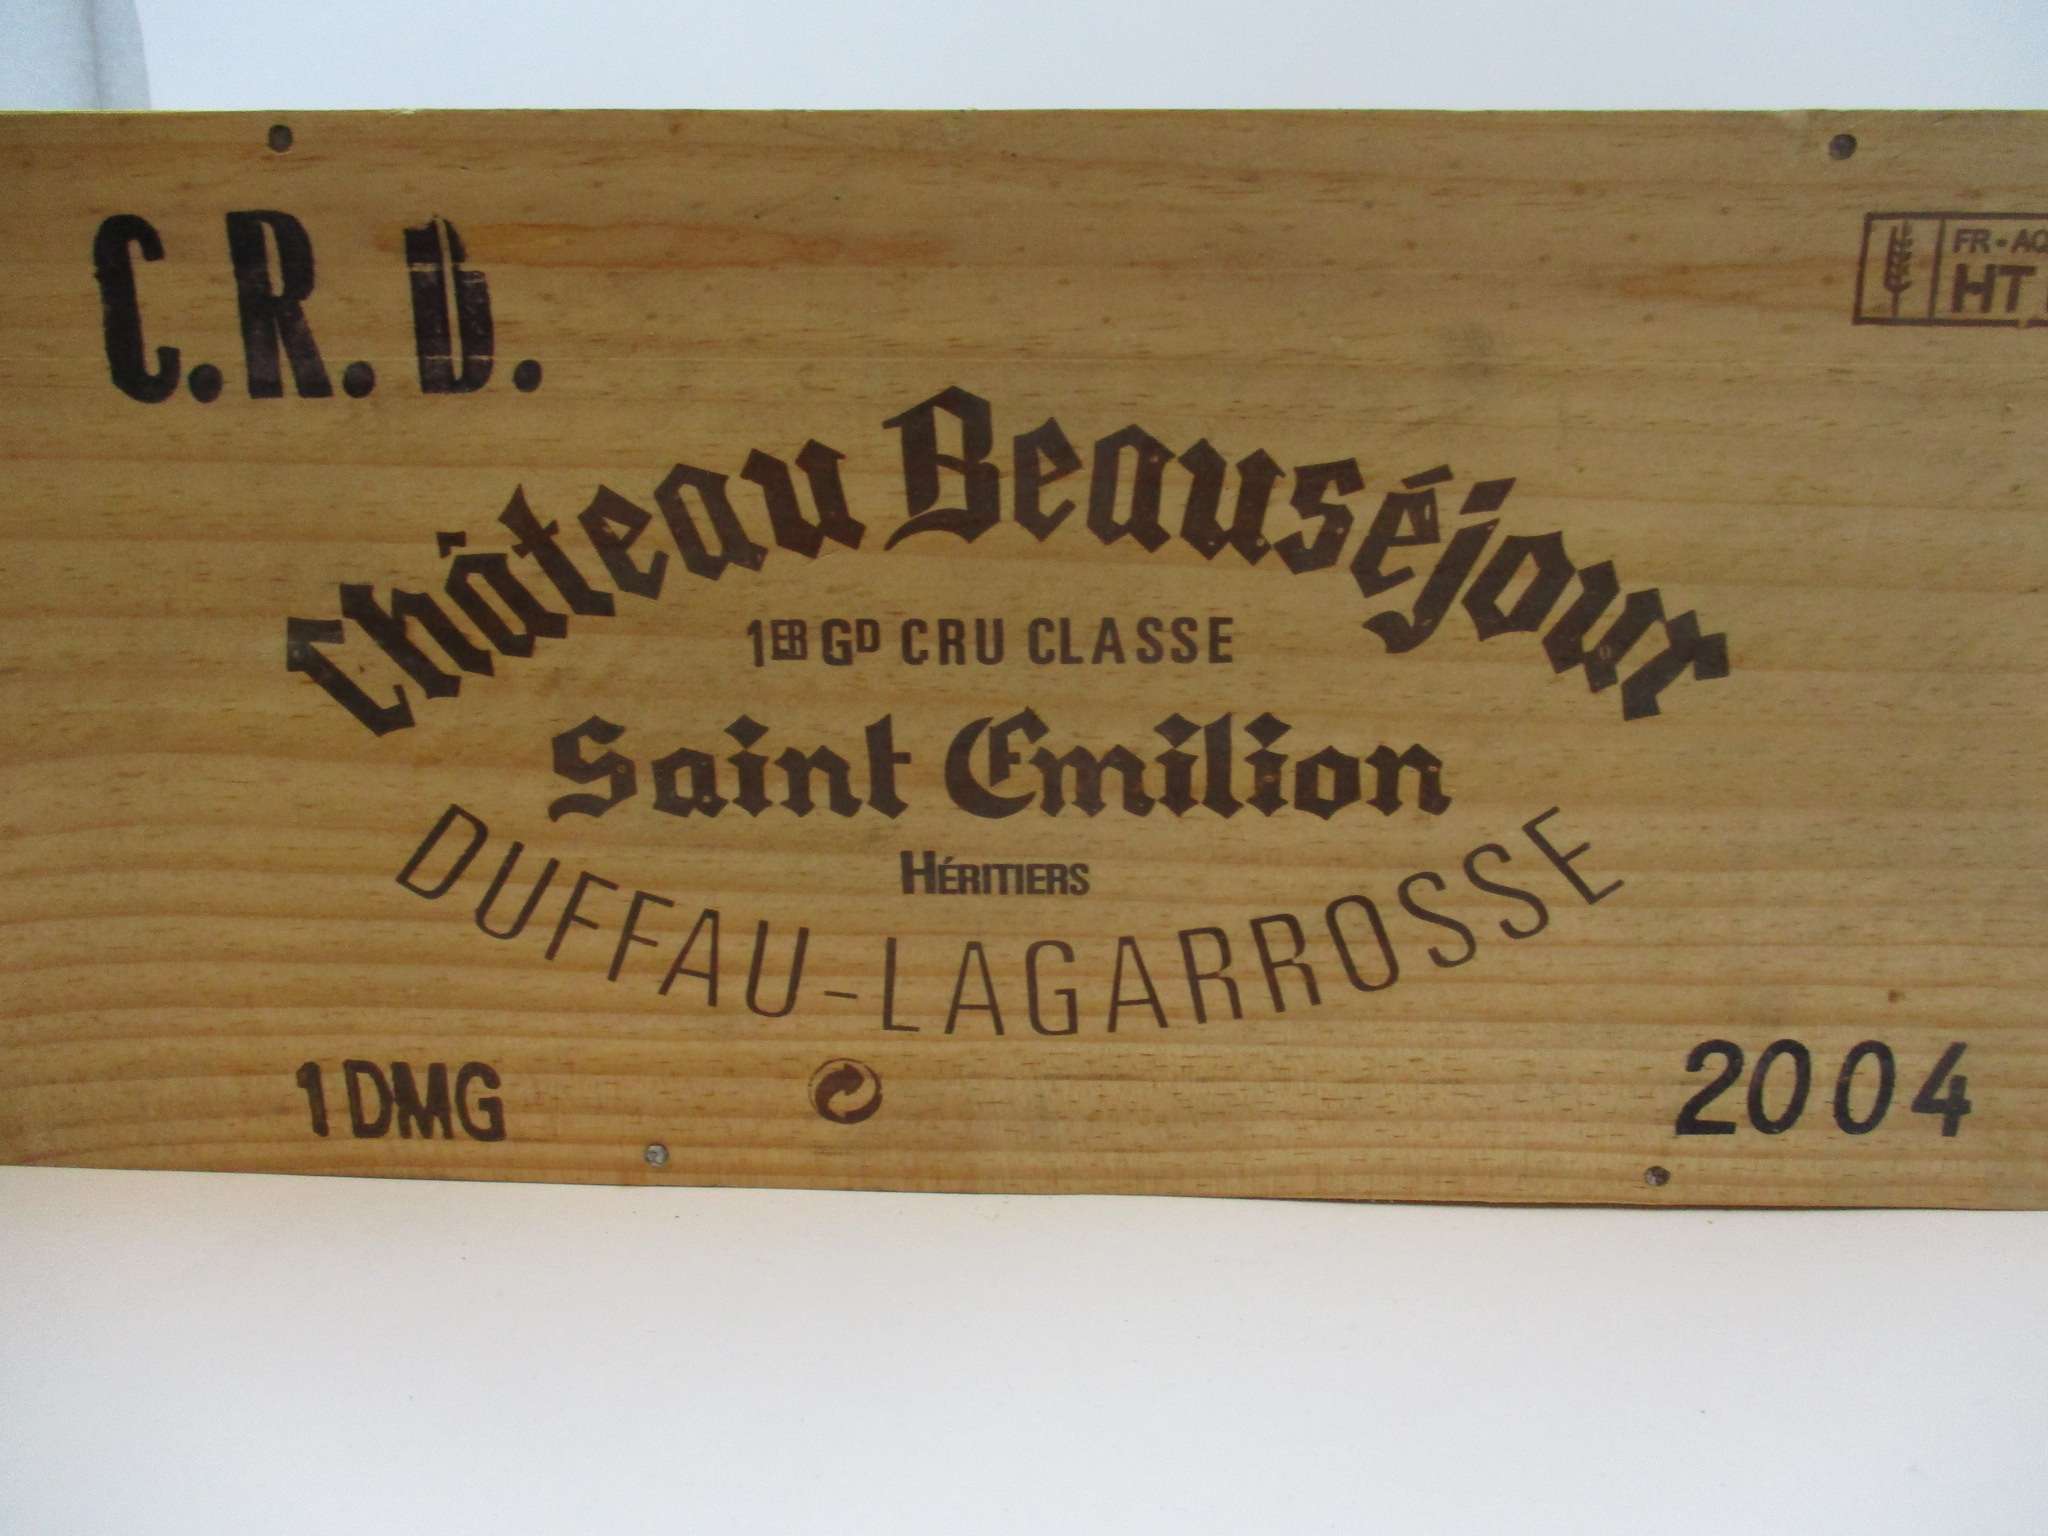 C.R.D.
FR-AQ
HT
Château Beauséjour
1ER GD CRU CLASSE
Saint Emilion
HÉRITIERS
DUFFAU-LAGARROSSE
1 DMG
2004